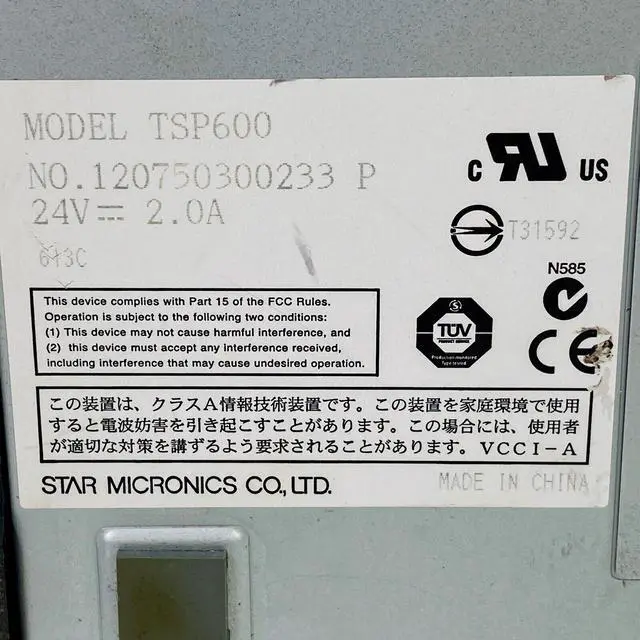 MODEL TSP600
NO.120750300233 P
24V⎓ 2.0A
613C
C UR US
T31592
N585
TÜV
PRODUCT SERVICE
Production monitored
Type tested
CE
This device complies with Part 15 of the FCC Rules.
Operation is subject to the following two conditions:
(1) This device may not cause harmful interference, and
(2) this device must accept any interference received,
including interference that may cause undesired operation.
この装置は、クラスA情報技術装置です。この装置を家庭環境で使用
すると電波妨害を引き起こすことがあります。この場合には、使用者
が適切な対策を講ずるよう要求されることがあります。VCCI-A
STAR MICRONICS CO., LTD.
MADE IN CHINA